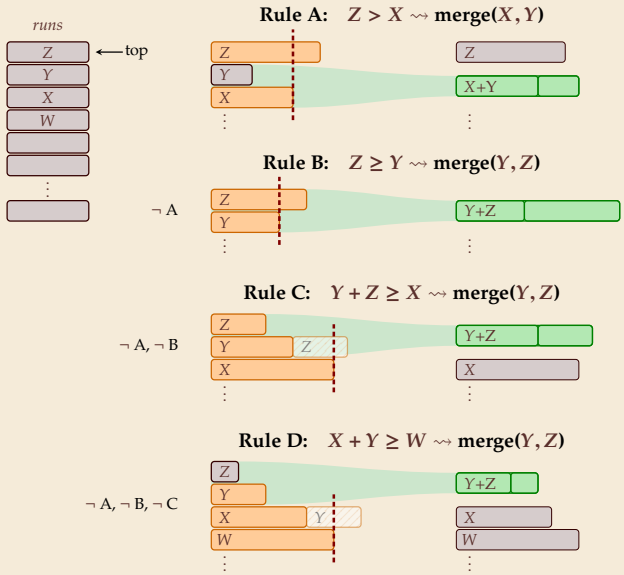 runs
Z
Y
X
W
⋮
top
Rule A: Z > X ⇝ merge(X, Y)
Z
Y
X
⋮
Z
X+Y
⋮
Rule B: Z ≥ Y ⇝ merge(Y, Z)
¬ A
Z
Y
⋮
Y+Z
⋮
Rule C: Y + Z ≥ X ⇝ merge(Y, Z)
¬ A, ¬ B
Z
Y Z
X
⋮
Y+Z
X
⋮
Rule D: X + Y ≥ W ⇝ merge(Y, Z)
¬ A, ¬ B, ¬ C
Z
Y
X Y
W
⋮
Y+Z
X
W
⋮